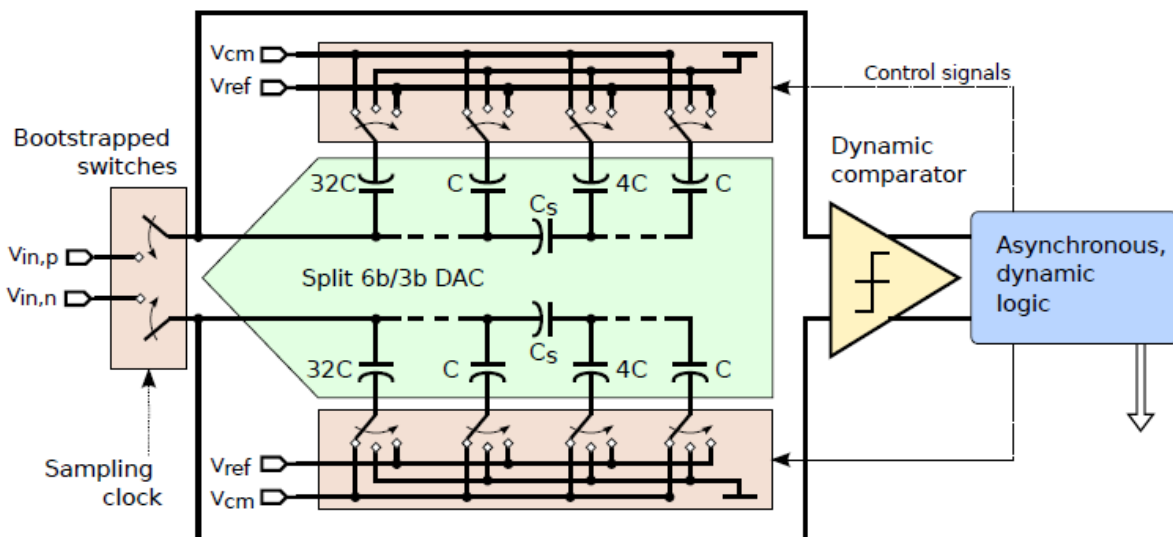 Vcm
Vref
Control signals
Bootstrapped
switches
Dynamic
comparator
32C
C
4C
C
Cs
Vin,p
Vin,n
Split 6b/3b DAC
Asynchronous,
dynamic
logic
Cs
32C
C
4C
C
Sampling
clock
Vref
Vcm